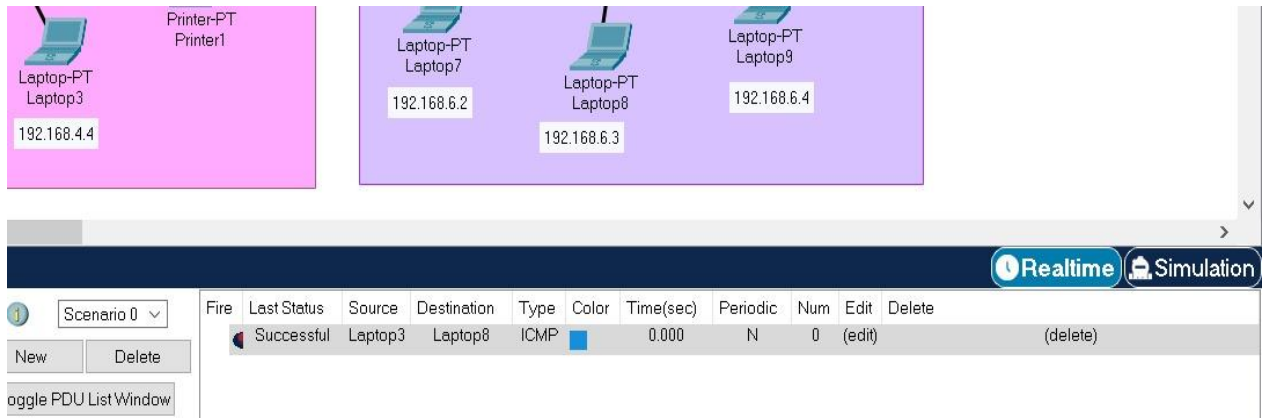 Printer-PT
Printer1
Laptop-PT
Laptop3
192.168.4.4
Laptop-PT
Laptop7
192.168.6.2
Laptop-PT
Laptop8
192.168.6.3
Laptop-PT
Laptop9
192.168.6.4
Realtime Simulation
Scenario 0
New Delete
oggle PDU List Window
Fire Last Status Source Destination Type Color Time(sec) Periodic Num Edit Delete
Successful Laptop3 Laptop8 ICMP 0.000 N 0 (edit) (delete)